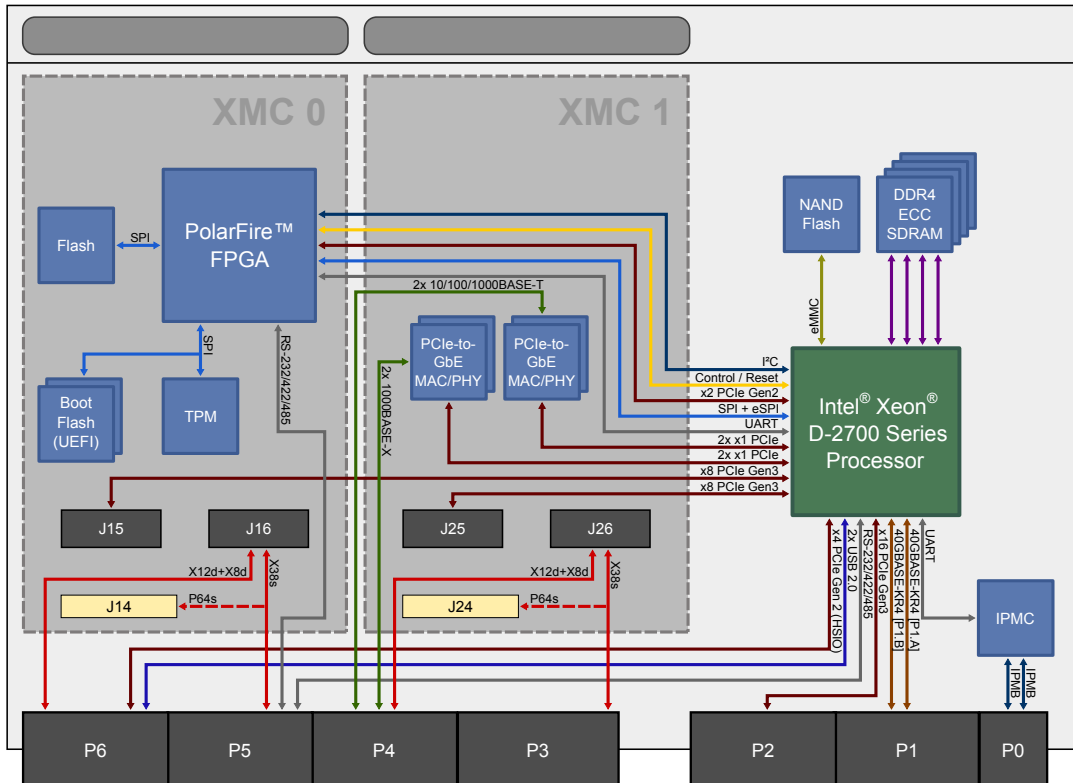 XMC 0
XMC 1
Flash
SPI
PolarFire™
FPGA
NAND
Flash
DDR4
ECC
SDRAM
2x 10/100/1000BASE-T
eMMC
SPI
RS-232/422/485
2x 1000BASE-X
PCIe-to-
GbE
MAC/PHY
PCIe-to-
GbE
MAC/PHY
Boot
Flash
(UEFI)
TPM
I²C
Control / Reset
x2 PCIe Gen2
SPI + eSPI
UART
2x x1 PCIe
2x x1 PCIe
x8 PCIe Gen3
x8 PCIe Gen3
Intel® Xeon®
D-2700 Series
Processor
J15
J16
J25
J26
X12d+X8d
X38s
X12d+X8d
X38s
J14
P64s
J24
P64s
x4 PCIe Gen 2 (HSIO)
2x USB 2.0
RS-232/422/485
x16 PCIe Gen3
40GBASE-KR4 [P1.B]
40GBASE-KR4 [P1.A]
UART
IPMC
IPMB
IPMB
P6
P5
P4
P3
P2
P1
P0